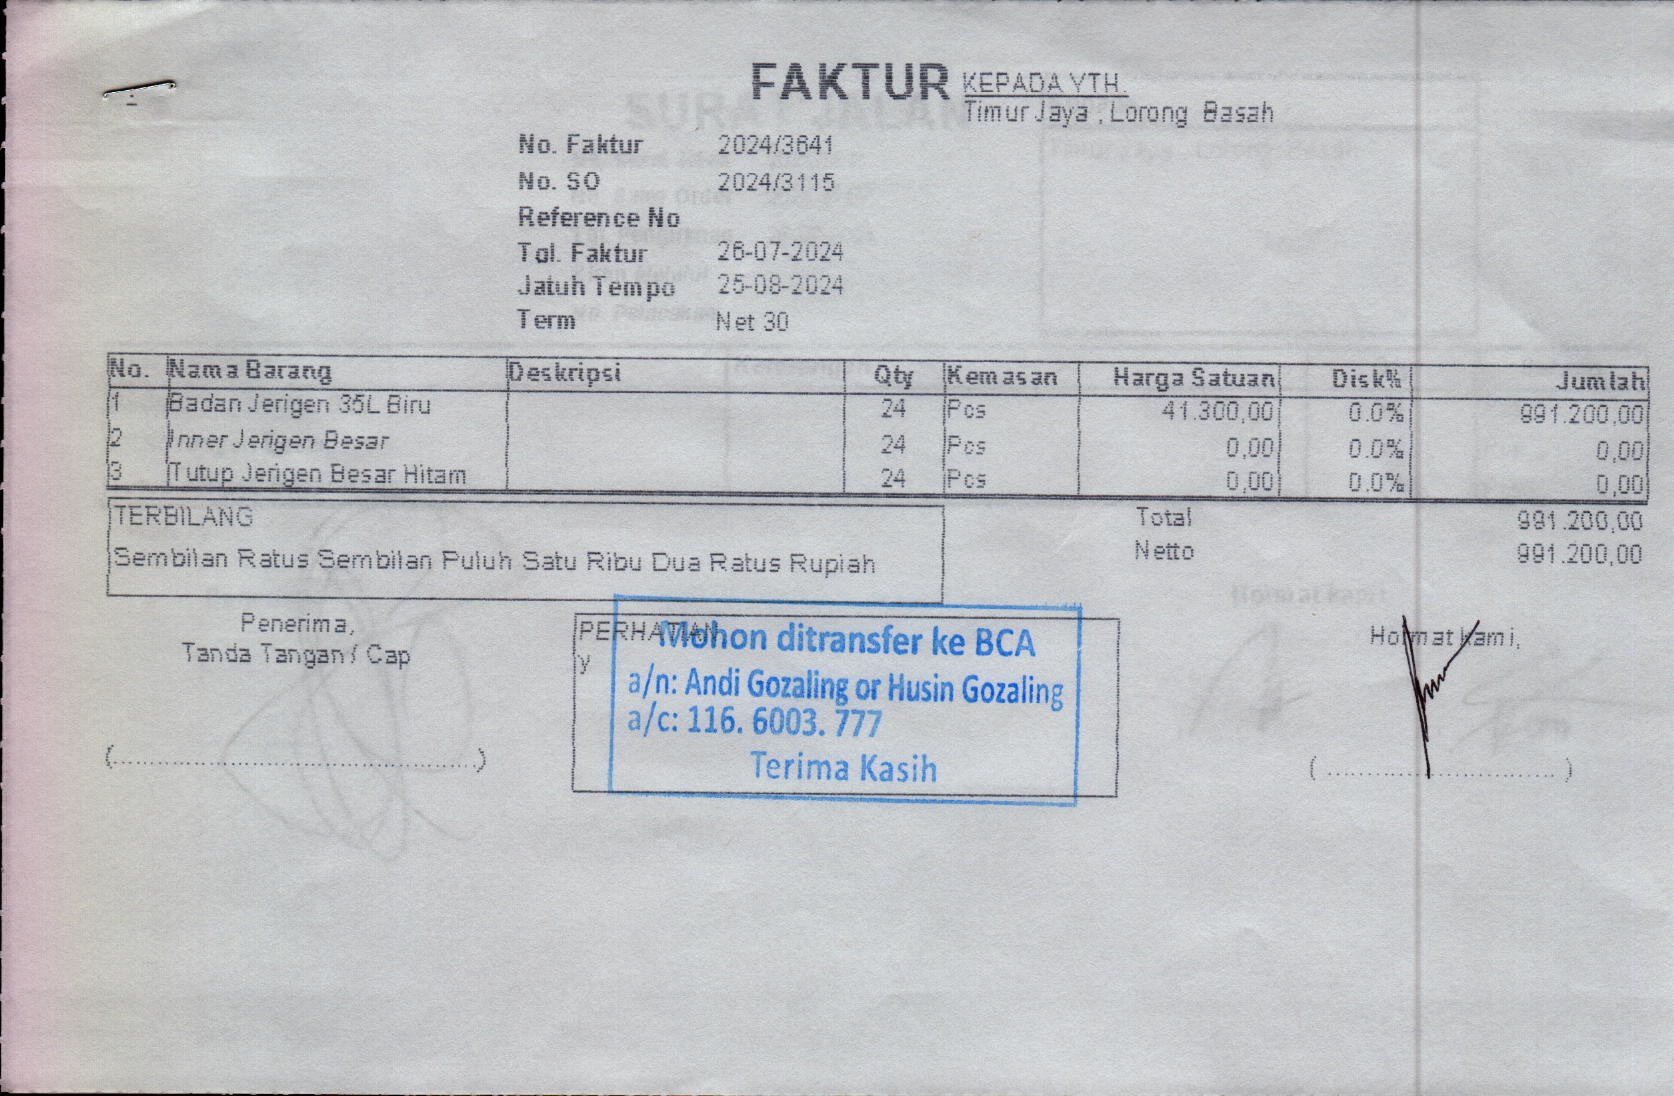 FAKTUR
KEPADA YTH.
Timur Jaya , Lorong Basah
No. Faktur 2024/3641
No. SO 2024/3115
Reference No
Tgl. Faktur 26-07-2024
Jatuh Tempo 25-08-2024
Term Net 30
No. Nama Barang Deskripsi Qty Kemasan Harga Satuan Disk% Jumlah
1 Badan Jerigen 35L Biru 24 Pcs 41.300,00 0.0% 991.200,00
2 Inner Jerigen Besar 24 Pcs 0,00 0.0% 0,00
3 Tutup Jerigen Besar Hitam 24 Pcs 0,00 0.0% 0,00
TERBILANG
Sembilan Ratus Sembilan Puluh Satu Ribu Dua Ratus Rupiah
Total 991.200,00
Netto 991.200,00
Penerima,
Tanda Tangan / Cap
(........................................................)
PERHATIAN
y
Mohon ditransfer ke BCA
a/n: Andi Gozaling or Husin Gozaling
a/c: 116. 6003. 777
Terima Kasih
Hormat kami,
( ................................... )
SURAT JALAN